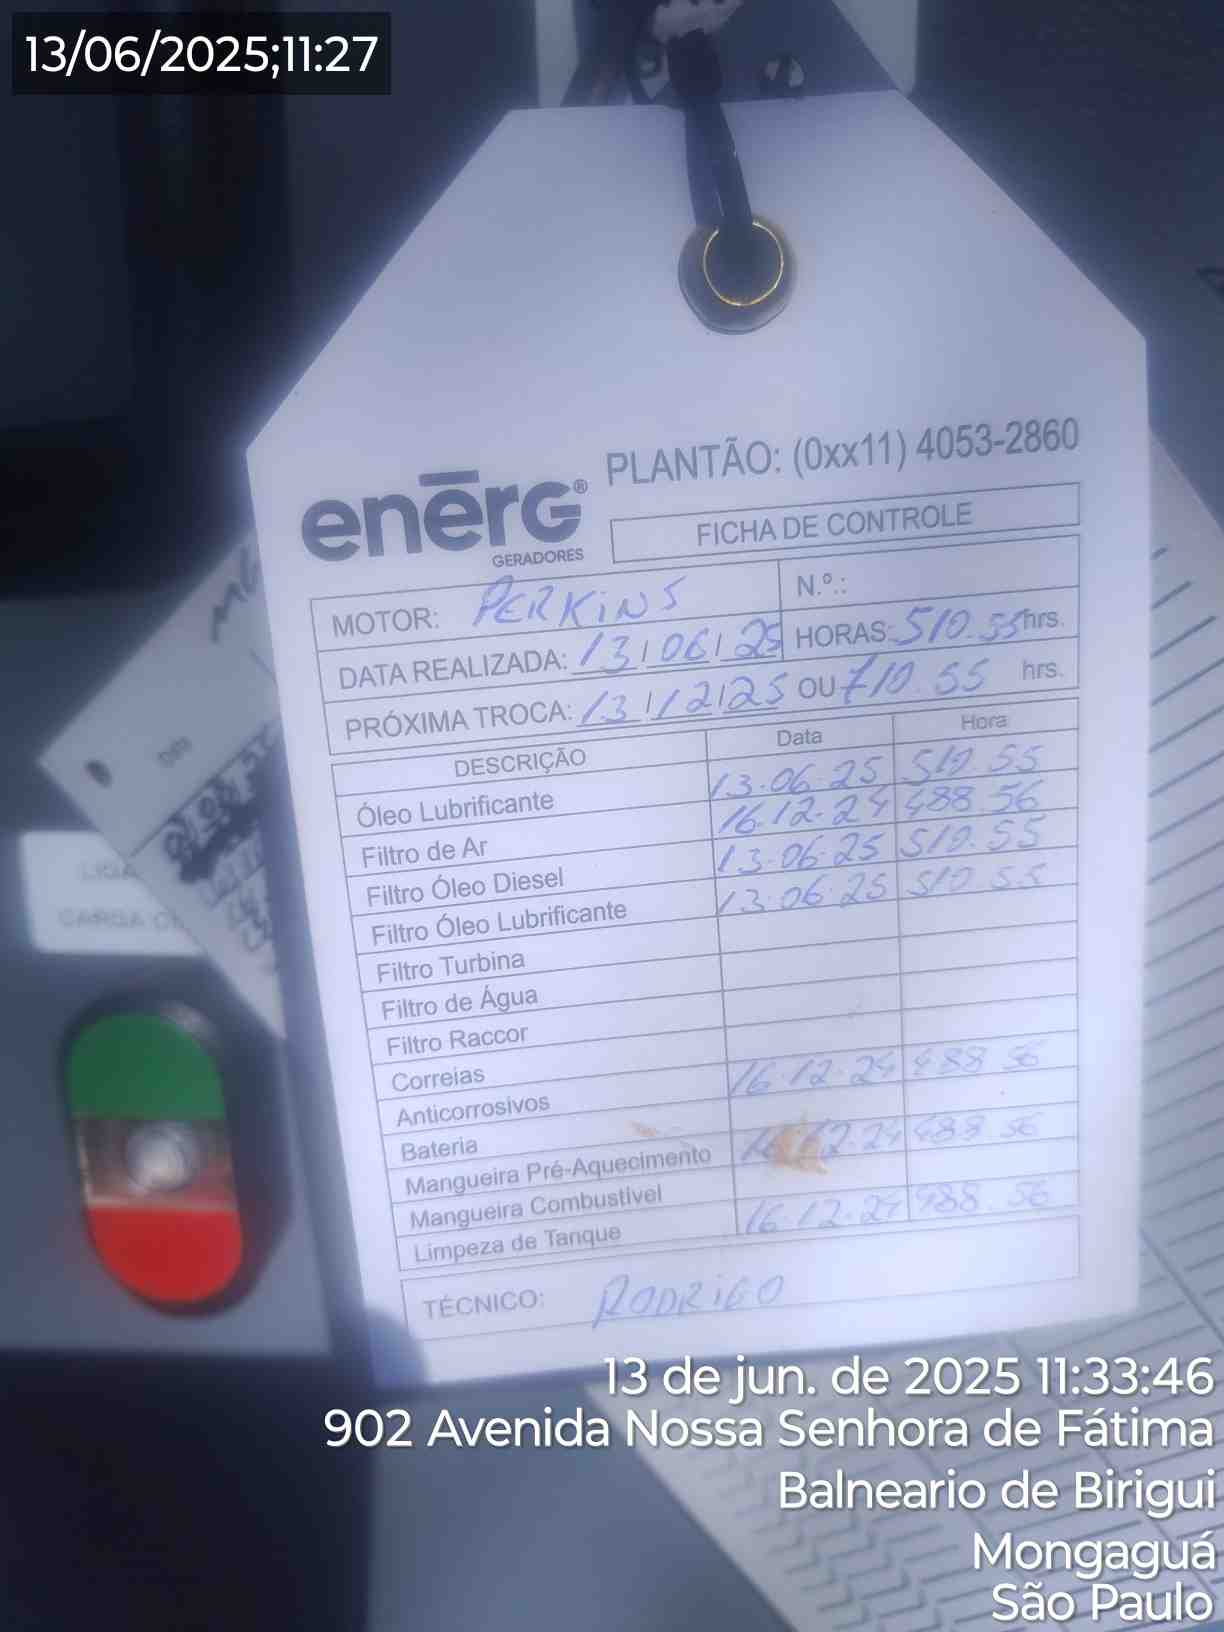 13/06/2025;11:27
PLANTÃO: (0xx11) 4053-2860
enērG®
GERADORES
FICHA DE CONTROLE
MOTOR: PERKINS N.º.:
DATA REALIZADA: 13/06/25 HORAS: 510.55 hrs.
PRÓXIMA TROCA: 13/12/25 OU 710.55 hrs.
DESCRIÇÃO Data Hora
Óleo Lubrificante 13.06.25 510.55
Filtro de Ar 16.12.24 488.56
Filtro Óleo Diesel 13.06.25 510.55
Filtro Óleo Lubrificante 13.06.25 510.55
Filtro Turbina
Filtro de Água
Filtro Raccor
Correias 16.12.24 488.56
Anticorrosivos
Bateria 16.12.24 488.56
Mangueira Pré-Aquecimento
Mangueira Combustível 16.12.24 488.56
Limpeza de Tanque
TÉCNICO: RODRIGO
CARGA
13 de jun. de 2025 11:33:46
902 Avenida Nossa Senhora de Fátima
Balneario de Birigui
Mongaguá
São Paulo